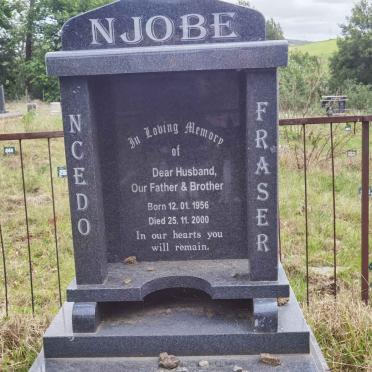 NJOBE
NCEDO
In Loving Memory
of
Dear Husband,
Our Father & Brother
Born 12. 01. 1956
Died 25. 11. 2000
In our hearts you
will remain.
FRASER